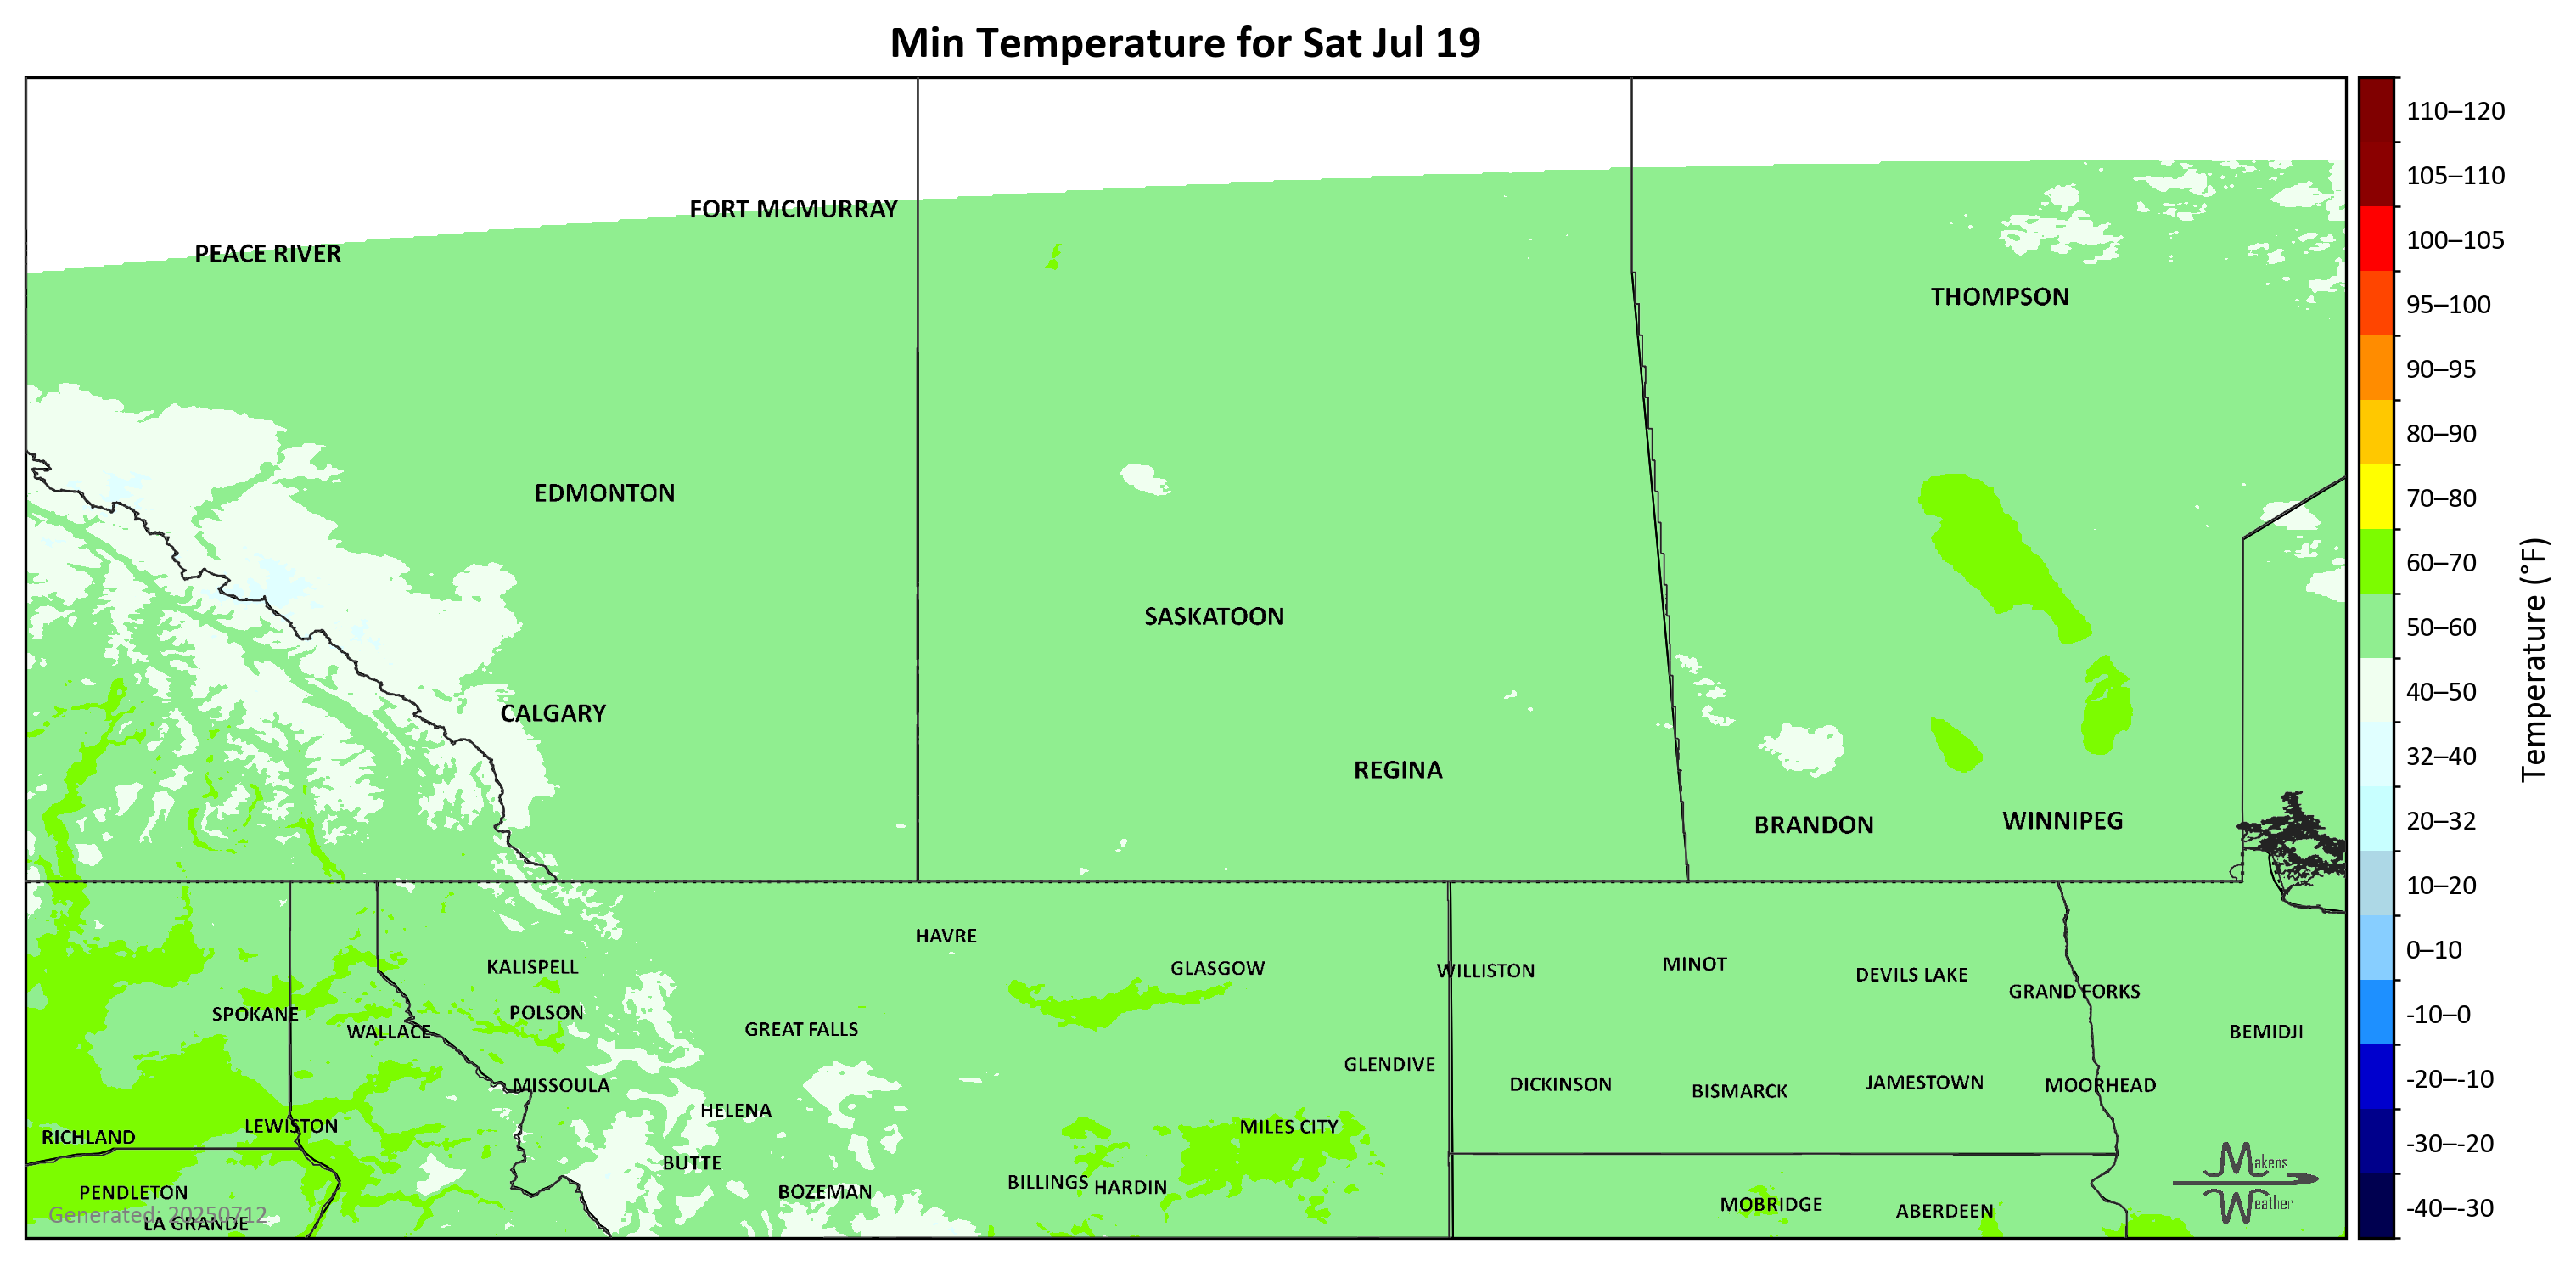 Min Temperature for Sat Jul 19
FORT MCMURRAY
PEACE RIVER
THOMPSON
EDMONTON
SASKATOON
CALGARY
REGINA
BRANDON
WINNIPEG
HAVRE
KALISPELL
GLASGOW
WILLISTON
MINOT
DEVILS LAKE
GRAND FORKS
SPOKANE
POLSON
WALLACE
GREAT FALLS
BEMIDJI
GLENDIVE
MISSOULA
DICKINSON
BISMARCK
JAMESTOWN
MOORHEAD
HELENA
LEWISTON
MILES CITY
RICHLAND
BUTTE
BILLINGS
HARDIN
PENDLETON
BOZEMAN
MOBRIDGE
ABERDEEN
Generated: 20250712
LA GRANDE
Makens
Weather
110–120
105–110
100–105
95–100
90–95
80–90
70–80
60–70
50–60
40–50
32–40
20–32
10–20
0–10
-10–0
-20–-10
-30–-20
-40–-30
Temperature (°F)